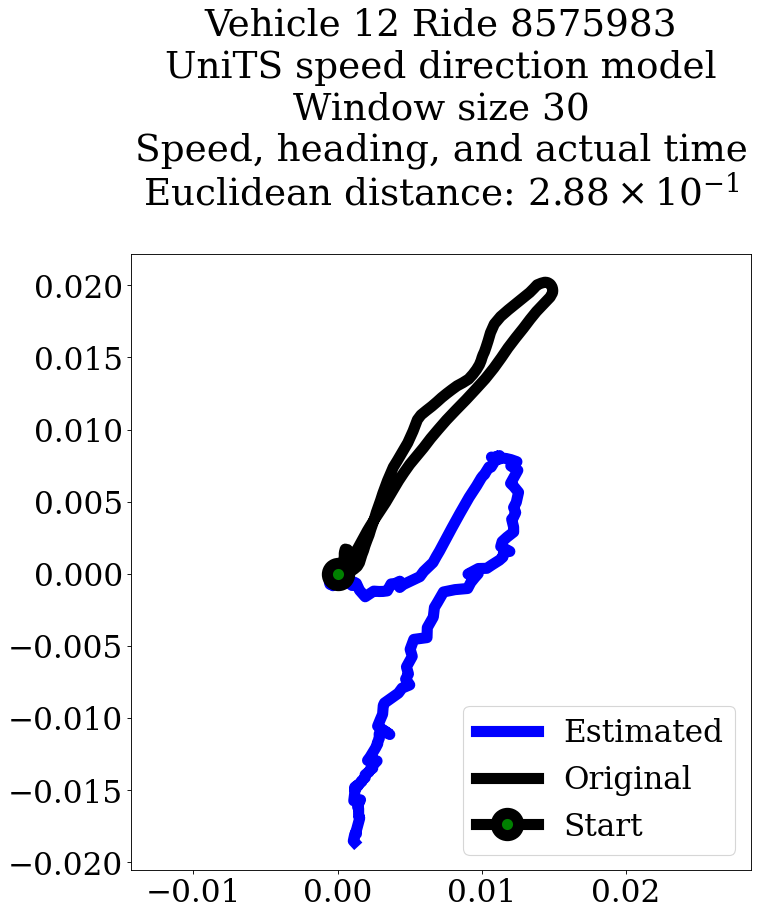 Vehicle 12 Ride 8575983
UniTS speed direction model
Window size 30
Speed, heading, and actual time
Euclidean distance: 2.88 × 10⁻¹
0.020
0.015
0.010
0.005
0.000
−0.005
−0.010
−0.015
−0.020
Estimated
Original
Start
−0.01 0.00 0.01 0.02